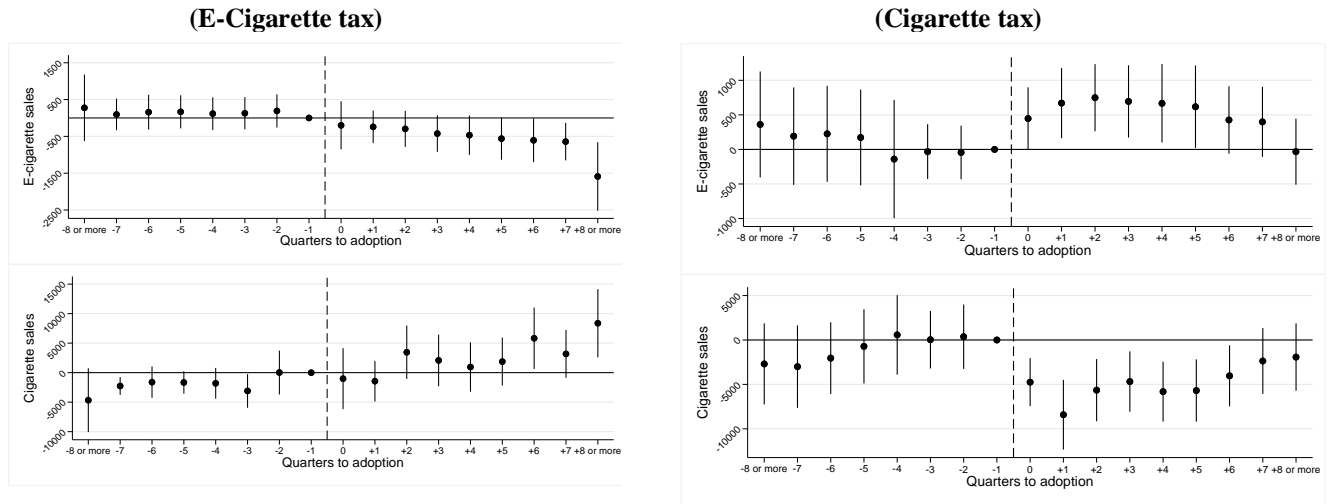 (E-Cigarette tax)
1500
500
-500
-1500
-2500
E-cigarette sales
-8 or more -7 -6 -5 -4 -3 -2 -1 0 +1 +2 +3 +4 +5 +6 +7 +8 or more
Quarters to adoption
15000
10000
5000
0
-5000
-10000
Cigarette sales
-8 or more -7 -6 -5 -4 -3 -2 -1 0 +1 +2 +3 +4 +5 +6 +7 +8 or more
Quarters to adoption
(Cigarette tax)
1000
500
0
-500
-1000
E-cigarette sales
-8 or more -7 -6 -5 -4 -3 -2 -1 0 +1 +2 +3 +4 +5 +6 +7 +8 or more
Quarters to adoption
5000
0
-5000
-10000
Cigarette sales
-8 or more -7 -6 -5 -4 -3 -2 -1 0 +1 +2 +3 +4 +5 +6 +7 +8 or more
Quarters to adoption